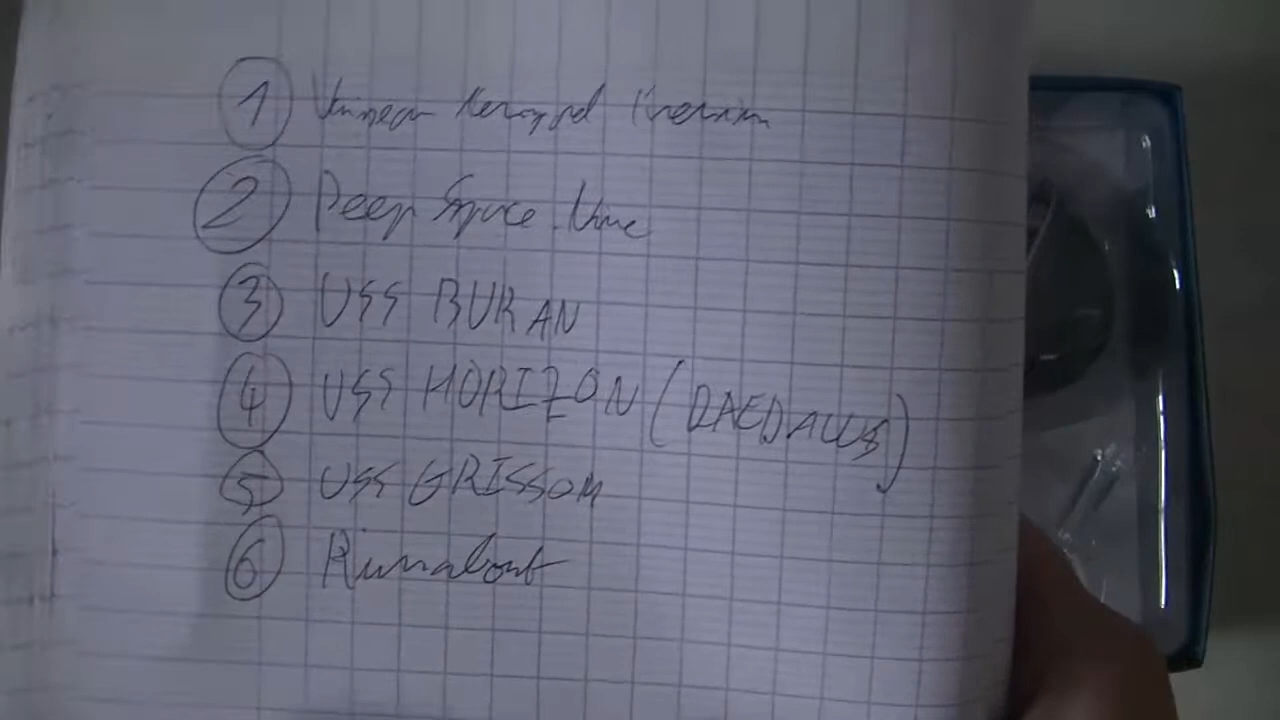 ①
② Deep Space Nine
③ USS BURAN
④ USS HORIZON (DAEDALUS)
⑤ USS GRISSOM
⑥ Runabout